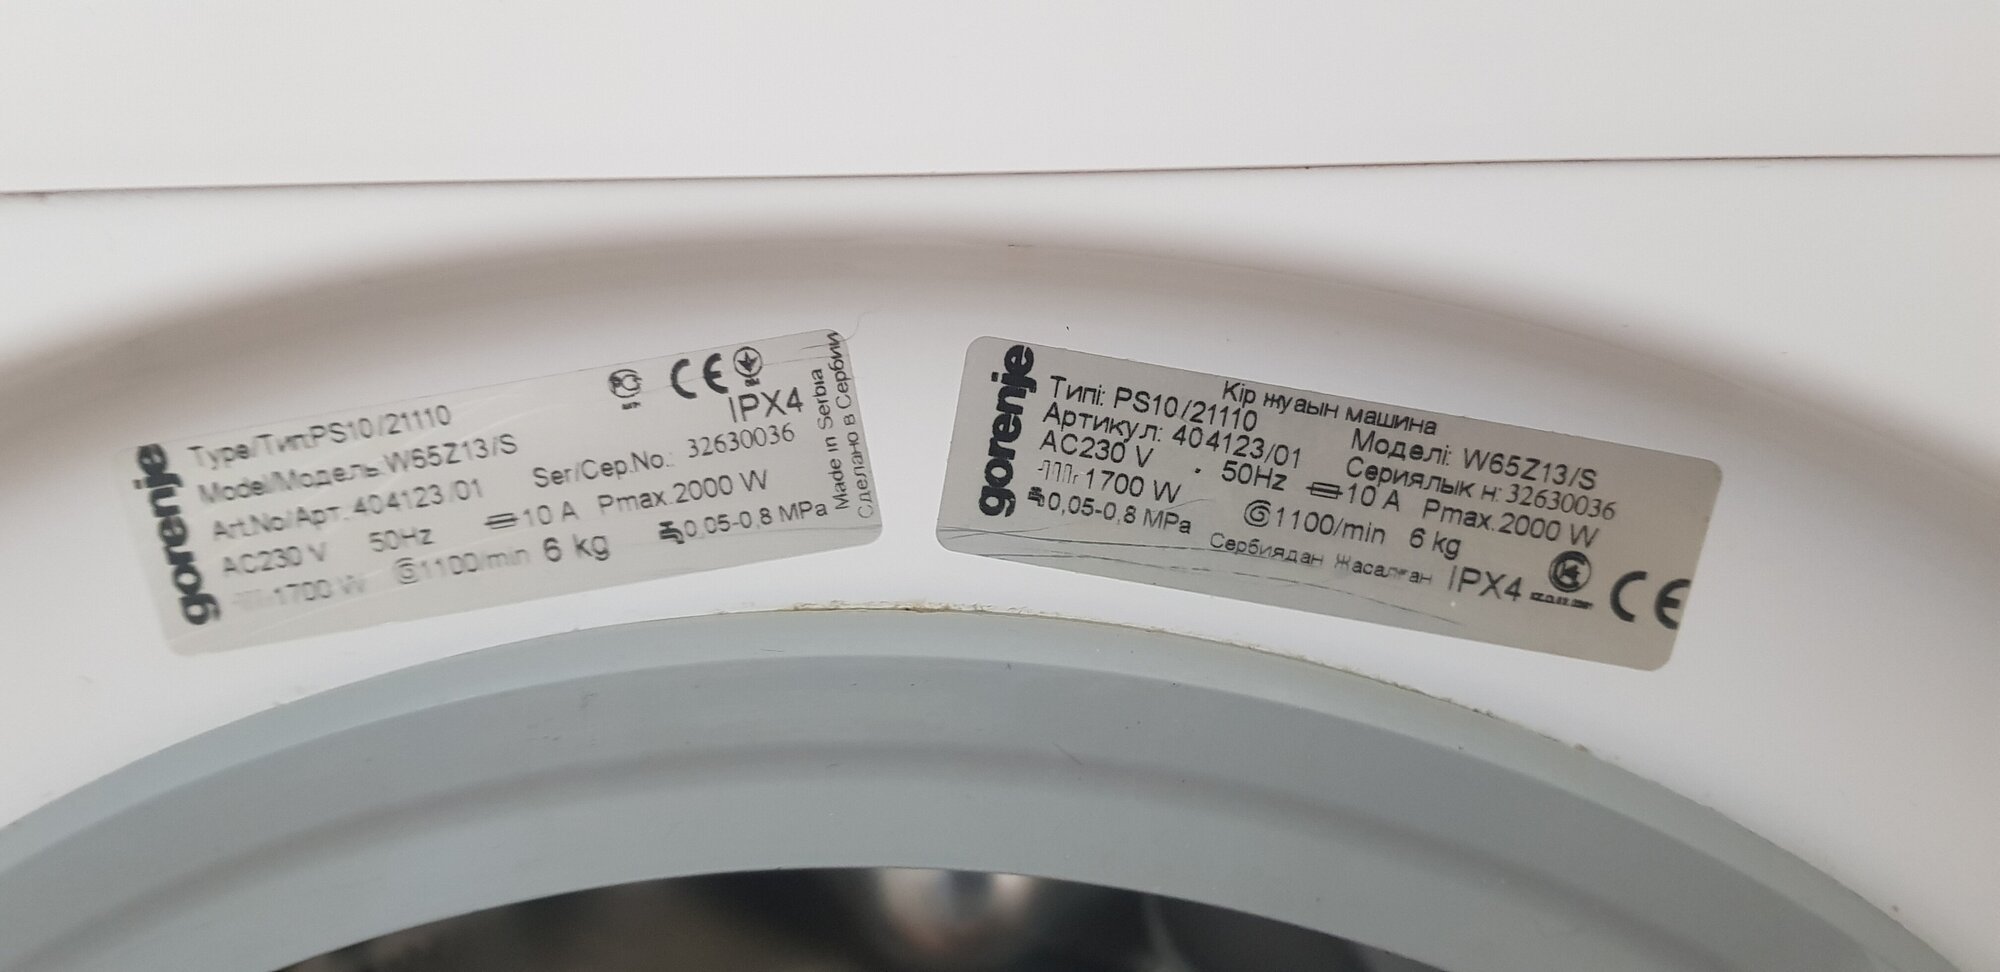 gorenje
Type/Тип:PS10/21110
Model/Модель:W65Z13/S
IPX4
Art.No/Арт.:404123/01 Ser/Сер.No.: 32630036
AC230 V 50Hz 10 A Pmax.2000 W
1700 W 1100/min 6 kg 0,05-0,8 MPa
Made in Serbia
Сделано в Сербии
gorenje
Кір жуаын машина
Типі: PS10/21110 Моделі: W65Z13/S
Артикул: 404123/01 Сериялык н: 32630036
AC230 V 50Hz 10 A Pmax.2000 W
1700 W 1100/min 6 kg
0,05-0,8 MPa Сербиядан Жасалған IPX4
CE